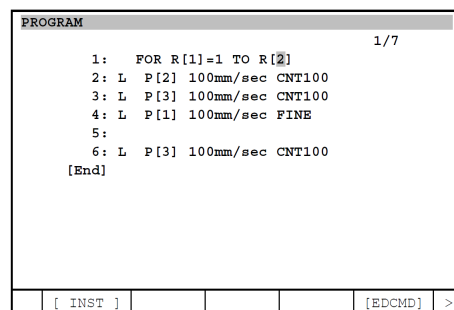 PROGRAM
1/7
1: FOR R[1]=1 TO R[2]
2: L P[2] 100mm/sec CNT100
3: L P[3] 100mm/sec CNT100
4: L P[1] 100mm/sec FINE
5:
6: L P[3] 100mm/sec CNT100
[End]
[ INST ] [EDCMD] >